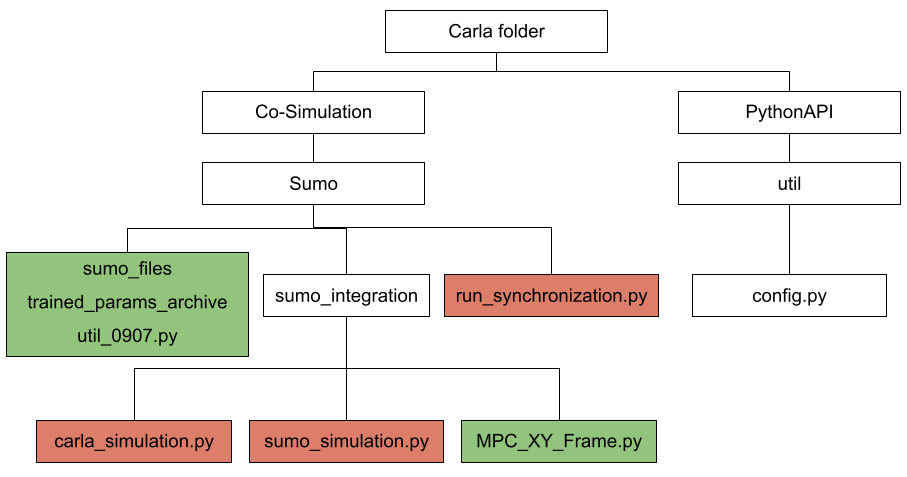 Carla folder
Co-Simulation
PythonAPI
Sumo
util
sumo_files
trained_params_archive
util_0907.py
sumo_integration
run_synchronization.py
config.py
carla_simulation.py
sumo_simulation.py
MPC_XY_Frame.py